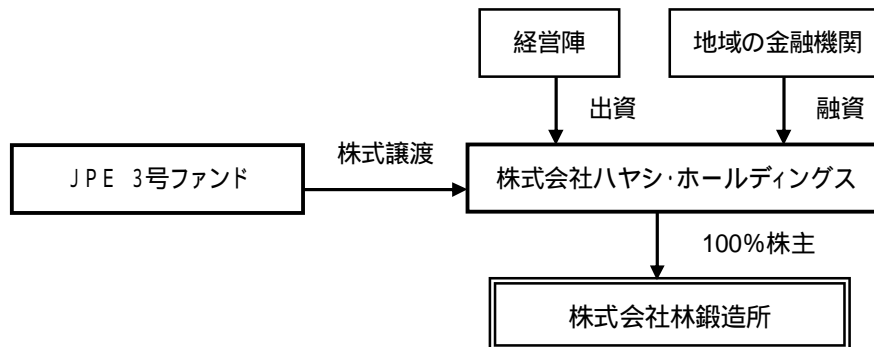 経営陣
地域の金融機関
出資
融資
株式譲渡
JPE 3号ファンド
株式会社ハヤシ・ホールディングス
100%株主
株式会社林鍛造所